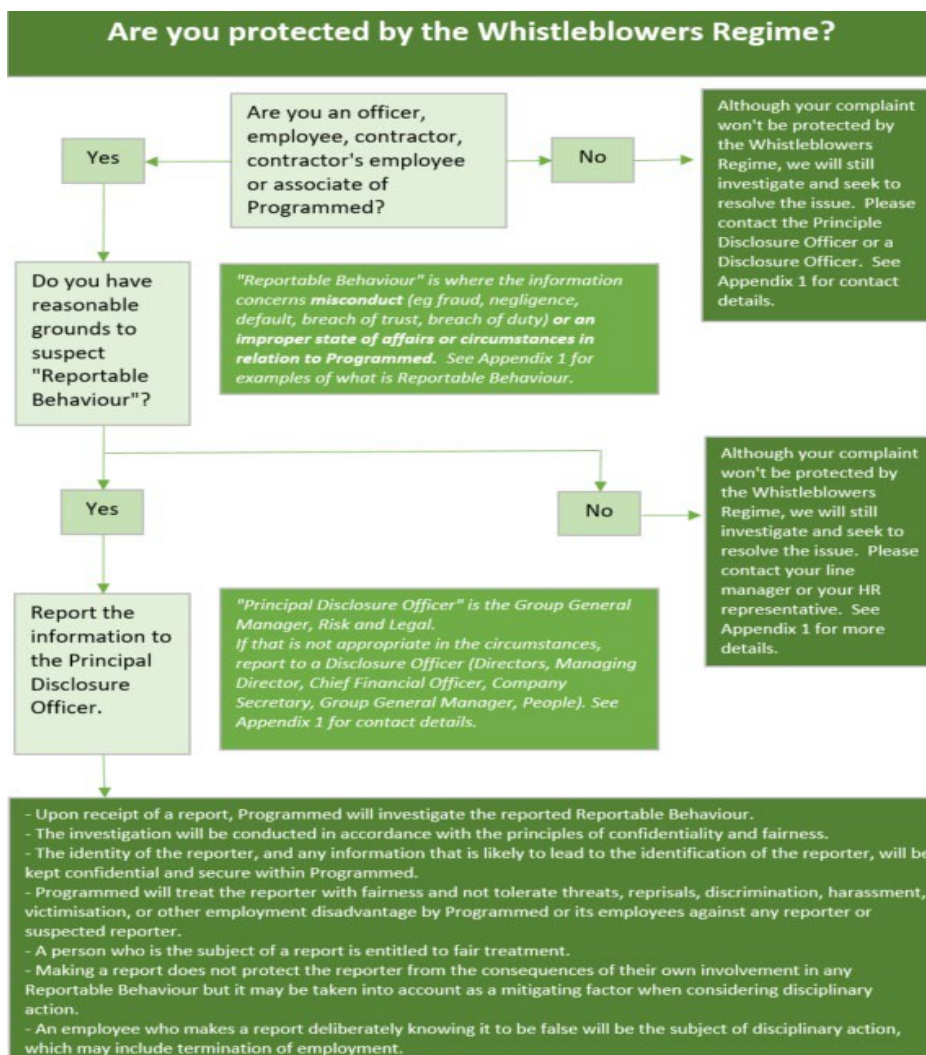 Are you protected by the Whistleblowers Regime?
Are you an officer,
employee, contractor,
contractor's employee
or associate of
Programmed?
Yes
No
Although your complaint
won't be protected by
the Whistleblowers
Regime, we will still
investigate and seek to
resolve the issue. Please
contact the Principle
Disclosure Officer or a
Disclosure Officer. See
Appendix 1 for contact
details.
Do you have
reasonable
grounds to
suspect
"Reportable
Behaviour"?
"Reportable Behaviour" is where the information
concerns misconduct (eg fraud, negligence,
default, breach of trust, breach of duty) or an
improper state of affairs or circumstances in
relation to Programmed. See Appendix 1 for
examples of what is Reportable Behaviour.
Yes
No
Although your complaint
won't be protected by
the Whistleblowers
Regime, we will still
investigate and seek to
resolve the issue. Please
contact your line
manager or your HR
representative. See
Appendix 1 for more
details.
Report the
information to
the Principal
Disclosure
Officer.
"Principal Disclosure Officer" is the Group General
Manager, Risk and Legal.
If that is not appropriate in the circumstances,
report to a Disclosure Officer (Directors, Managing
Director, Chief Financial Officer, Company
Secretary, Group General Manager, People). See
Appendix 1 for contact details.
- Upon receipt of a report, Programmed will investigate the reported Reportable Behaviour.
- The investigation will be conducted in accordance with the principles of confidentiality and fairness.
- The identity of the reporter, and any information that is likely to lead to the identification of the reporter, will be
kept confidential and secure within Programmed.
- Programmed will treat the reporter with fairness and not tolerate threats, reprisals, discrimination, harassment,
victimisation, or other employment disadvantage by Programmed or its employees against any reporter or
suspected reporter.
- A person who is the subject of a report is entitled to fair treatment.
- Making a report does not protect the reporter from the consequences of their own involvement in any
Reportable Behaviour but it may be taken into account as a mitigating factor when considering disciplinary
action.
- An employee who makes a report deliberately knowing it to be false will be the subject of disciplinary action,
which may include termination of employment.